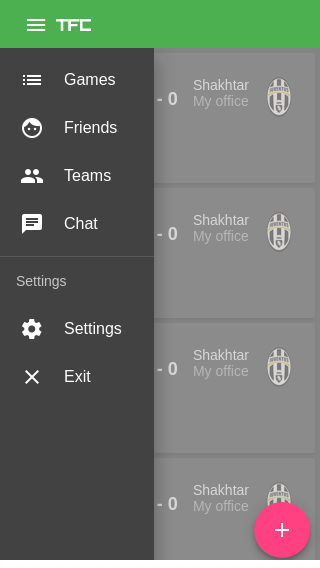 TFC
Games
Friends
Teams
Chat
Settings
Settings
Exit
- 0
Shakhtar
My office
- 0
Shakhtar
My office
- 0
Shakhtar
My office
- 0
Shakhtar
My office